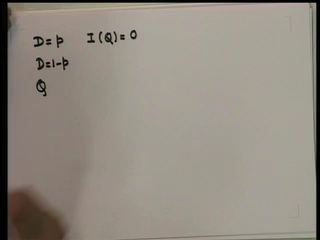 D = p I(Q) = 0
D = 1-p
Q